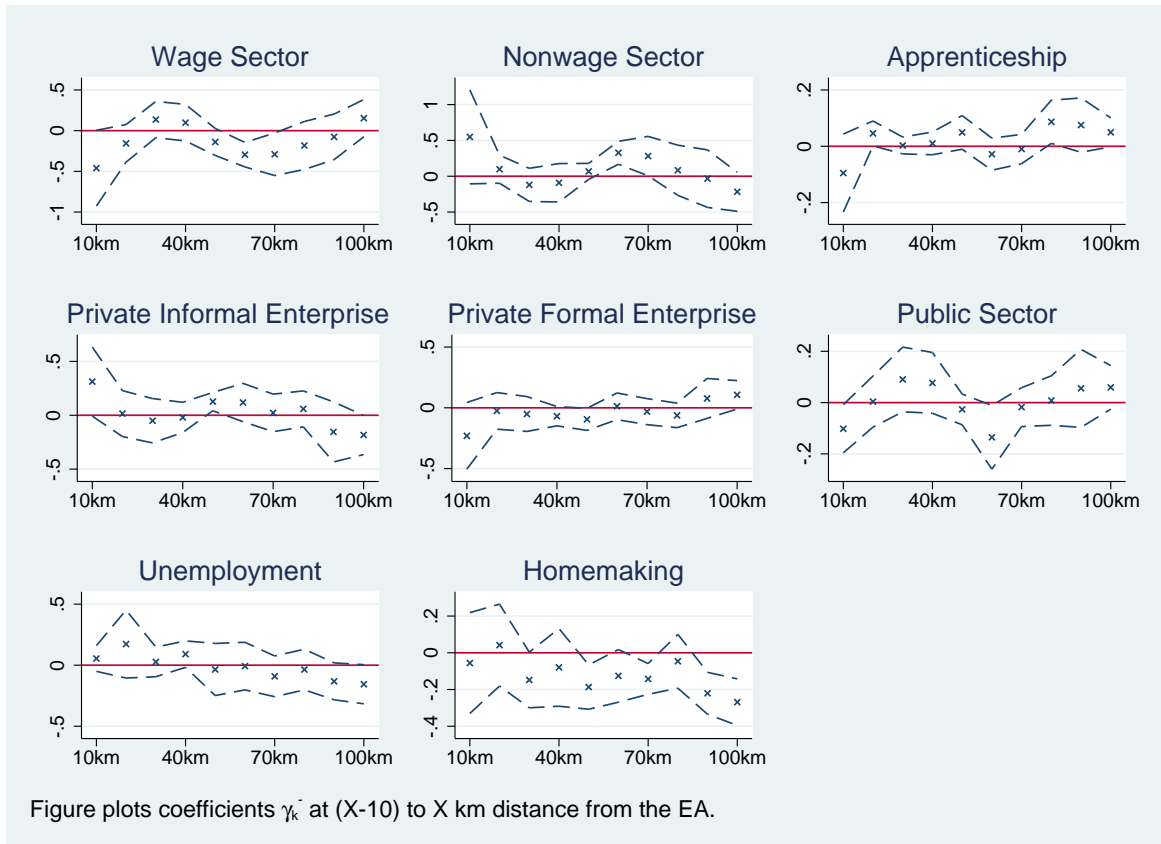 Wage Sector
.5
0
-.5
-1
10km 40km 70km 100km
Nonwage Sector
1
.5
0
-.5
10km 40km 70km 100km
Apprenticeship
.2
0
-.2
10km 40km 70km 100km
Private Informal Enterprise
.5
0
-.5
10km 40km 70km 100km
Private Formal Enterprise
.5
0
-.5
10km 40km 70km 100km
Public Sector
.2
0
-.2
10km 40km 70km 100km
Unemployment
.5
0
-.5
10km 40km 70km 100km
Homemaking
.2
0
-.2
-.4
10km 40km 70km 100km
Figure plots coefficients γₖ⁻ at (X-10) to X km distance from the EA.